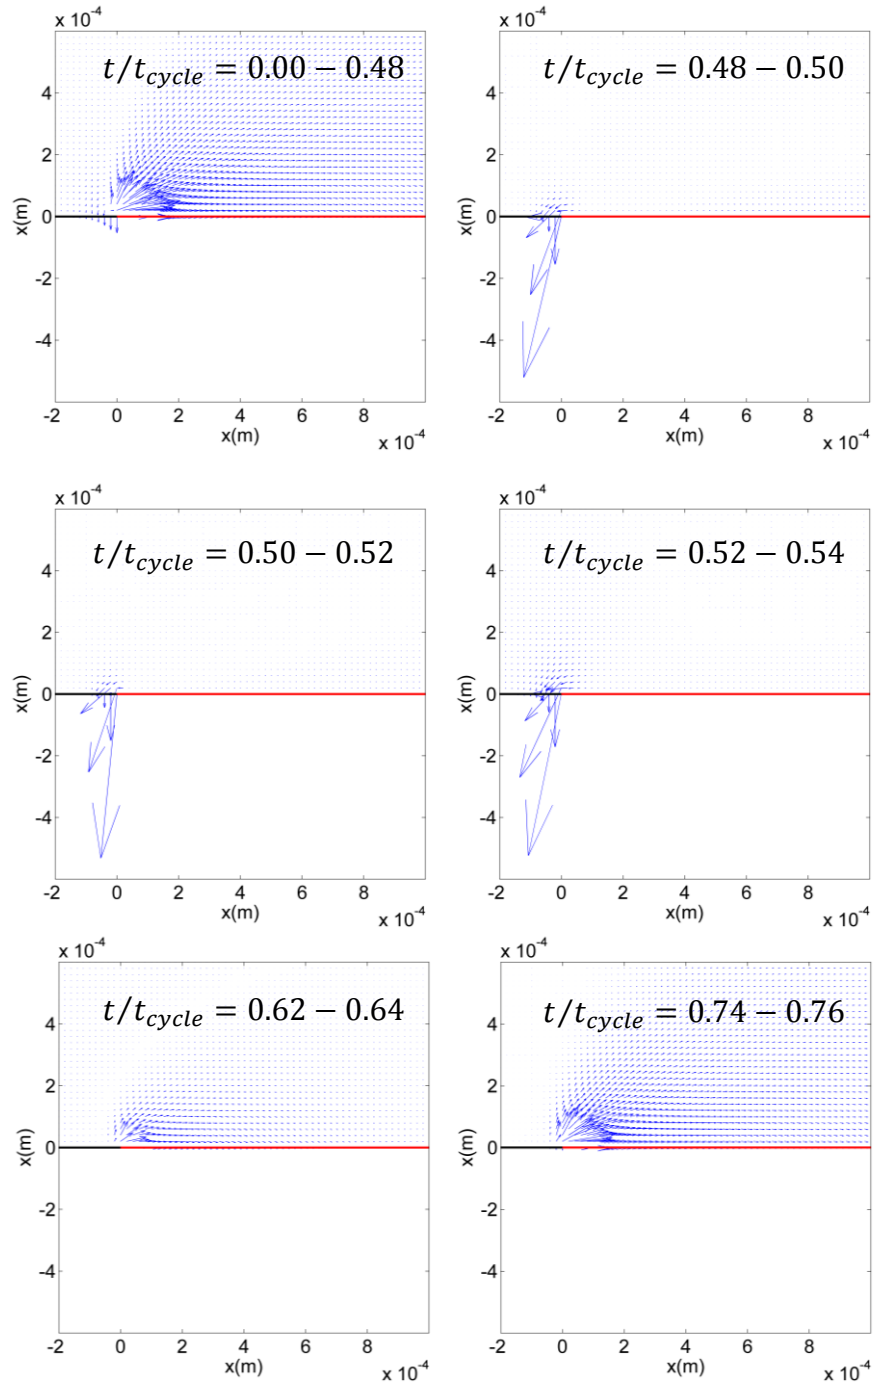 x 10⁻⁴
t/t_cycle = 0.00 − 0.48
4
2
0
-2
-4
x(m)
-2 0 2 4 6 8
x(m)
x 10⁻⁴
x 10⁻⁴
t/t_cycle = 0.48 − 0.50
4
2
0
-2
-4
x(m)
-2 0 2 4 6 8
x(m)
x 10⁻⁴
x 10⁻⁴
t/t_cycle = 0.50 − 0.52
4
2
0
-2
-4
x(m)
-2 0 2 4 6 8
x(m)
x 10⁻⁴
x 10⁻⁴
t/t_cycle = 0.52 − 0.54
4
2
0
-2
-4
x(m)
-2 0 2 4 6 8
x(m)
x 10⁻⁴
x 10⁻⁴
t/t_cycle = 0.62 − 0.64
4
2
0
-2
-4
x(m)
-2 0 2 4 6 8
x(m)
x 10⁻⁴
x 10⁻⁴
t/t_cycle = 0.74 − 0.76
4
2
0
-2
-4
x(m)
-2 0 2 4 6 8
x(m)
x 10⁻⁴